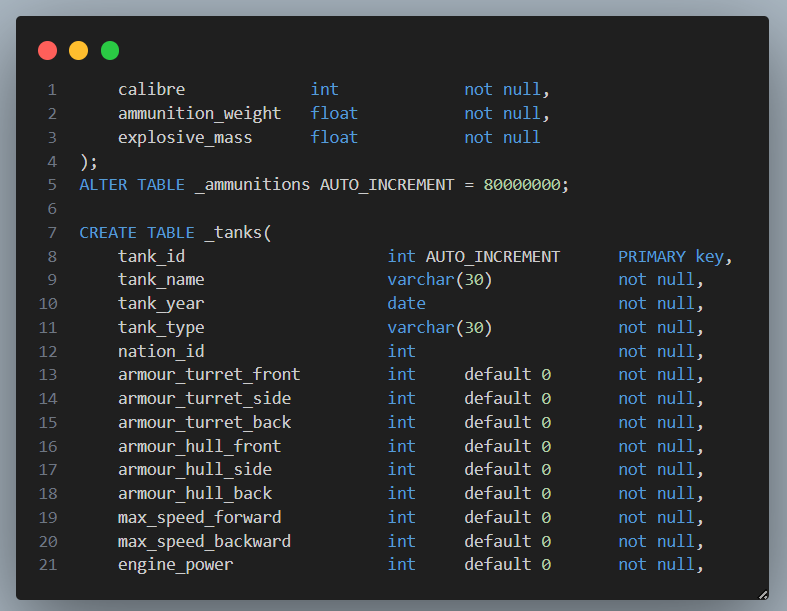 1 calibre int not null,
2 ammunition_weight float not null,
3 explosive_mass float not null
4 );
5 ALTER TABLE _ammunitions AUTO_INCREMENT = 80000000;
6
7 CREATE TABLE _tanks(
8 tank_id int AUTO_INCREMENT PRIMARY key,
9 tank_name varchar(30) not null,
10 tank_year date not null,
11 tank_type varchar(30) not null,
12 nation_id int not null,
13 armour_turret_front int default 0 not null,
14 armour_turret_side int default 0 not null,
15 armour_turret_back int default 0 not null,
16 armour_hull_front int default 0 not null,
17 armour_hull_side int default 0 not null,
18 armour_hull_back int default 0 not null,
19 max_speed_forward int default 0 not null,
20 max_speed_backward int default 0 not null,
21 engine_power int default 0 not null,